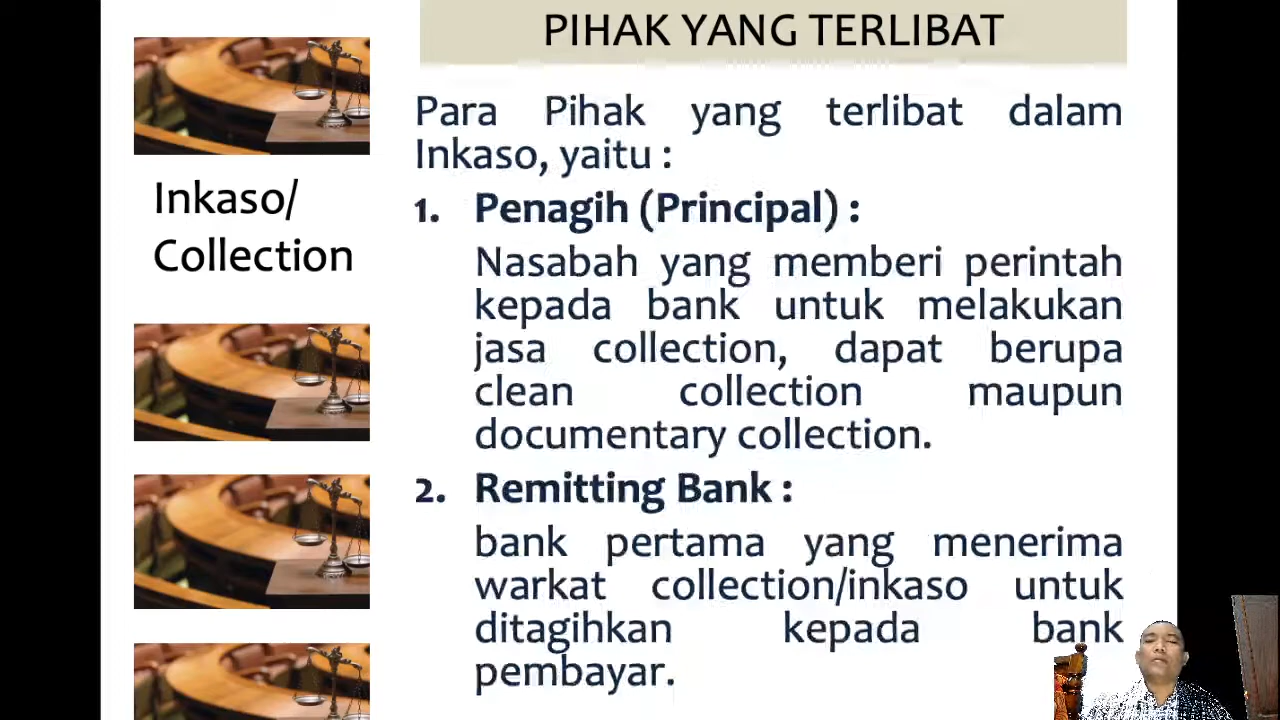 PIHAK YANG TERLIBAT
Inkaso/
Collection
Para Pihak yang terlibat dalam
Inkaso, yaitu :
1. Penagih (Principal) :
Nasabah yang memberi perintah
kepada bank untuk melakukan
jasa collection, dapat berupa
clean collection maupun
documentary collection.
2. Remitting Bank :
bank pertama yang menerima
warkat collection/inkaso untuk
ditagihkan kepada bank
pembayar.